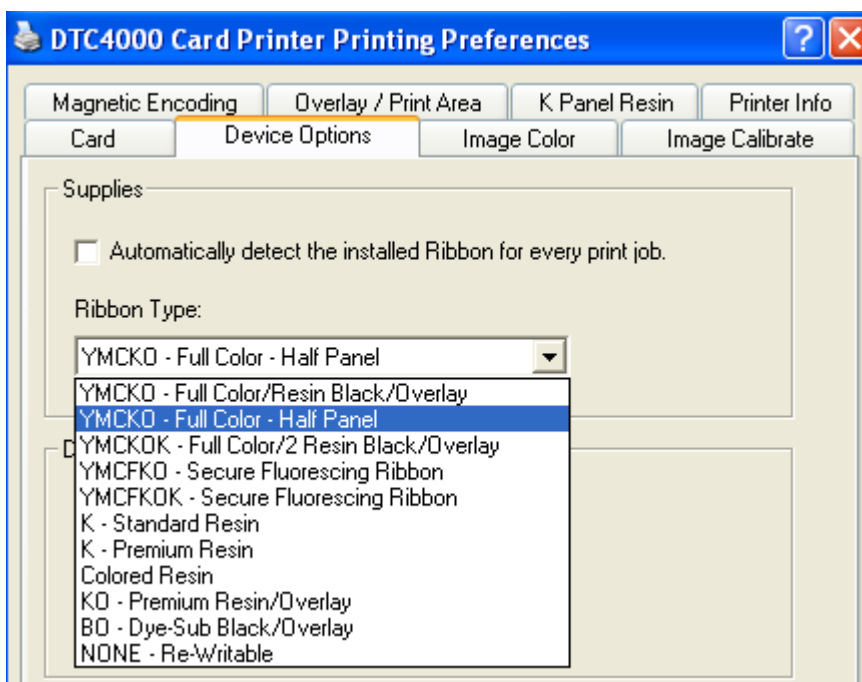 DTC4000 Card Printer Printing Preferences
Magnetic Encoding Overlay / Print Area K Panel Resin Printer Info
Card Device Options Image Color Image Calibrate
Supplies
Automatically detect the installed Ribbon for every print job.
Ribbon Type:
YMCKO - Full Color - Half Panel
YMCKO - Full Color/Resin Black/Overlay
YMCKO - Full Color - Half Panel
YMCKOK - Full Color/2 Resin Black/Overlay
YMCFKO - Secure Fluorescing Ribbon
YMCFKOK - Secure Fluorescing Ribbon
K - Standard Resin
K - Premium Resin
Colored Resin
KO - Premium Resin/Overlay
BO - Dye-Sub Black/Overlay
NONE - Re-Writable